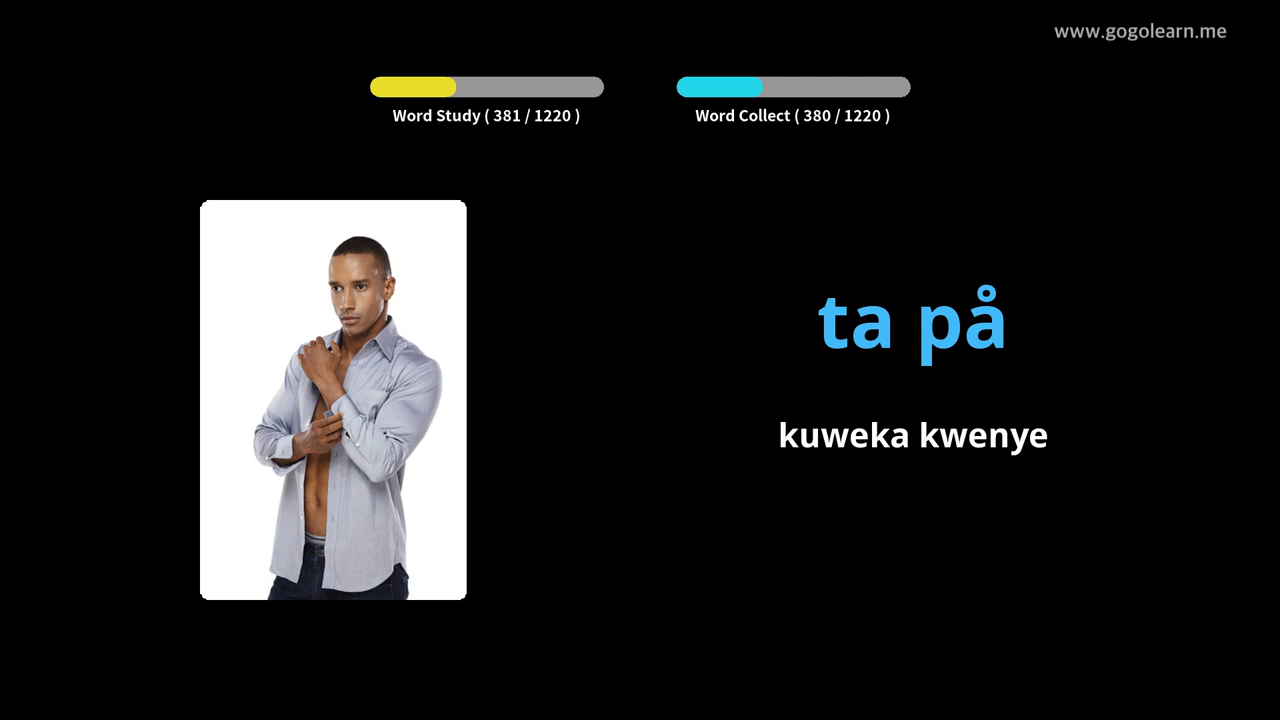 www.gogolearn.me
Word Study ( 381 / 1220 )
Word Collect ( 380 / 1220 )
ta på
kuweka kwenye